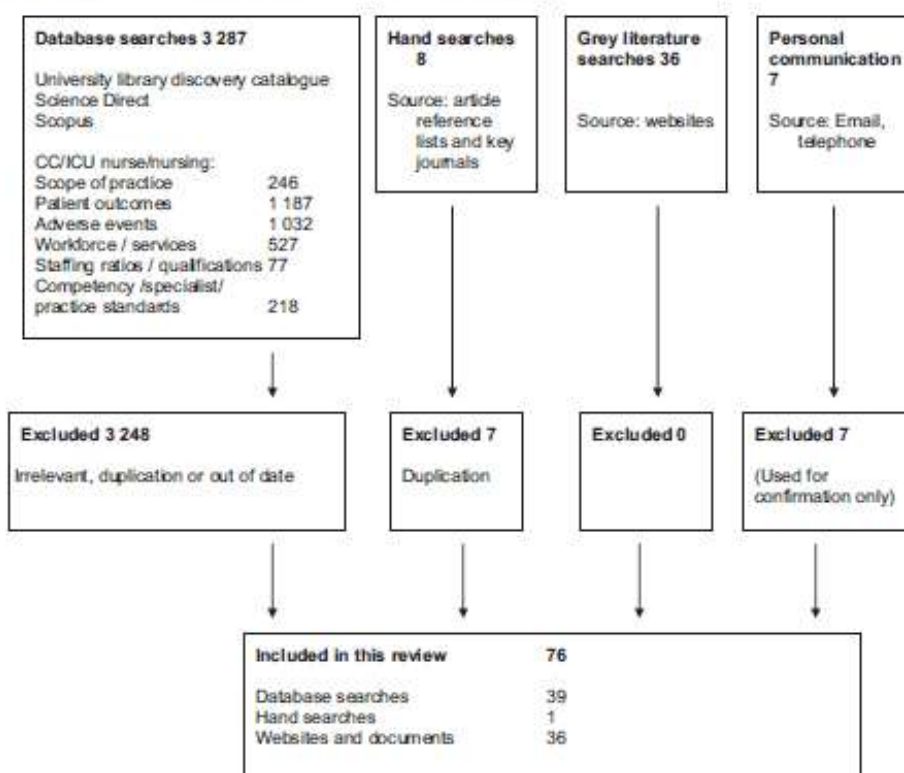 Database searches 3 287
University library discovery catalogue
Science Direct
Scopus
CC/ICU nurse/nursing:
Scope of practice 246
Patient outcomes 1 187
Adverse events 1 032
Workforce / services 527
Staffing ratios / qualifications 77
Competency /specialist/
practice standards 218
Hand searches
8
Source: article
reference
lists and key
journals
Grey literature
searches 36
Source: websites
Personal
communication
7
Source: Email,
telephone
Excluded 3 248
Irrelevant, duplication or out of date
Excluded 7
Duplication
Excluded 0
Excluded 7
(Used for
confirmation only)
Included in this review 76
Database searches 39
Hand searches 1
Websites and documents 36